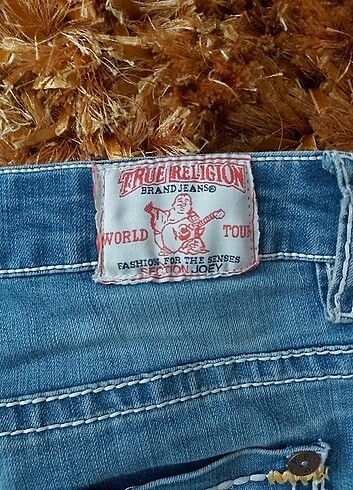 TRUE RELIGION
BRAND JEANS®
WORLD TOUR
FASHION FOR THE SENSES
SECTION JOEY